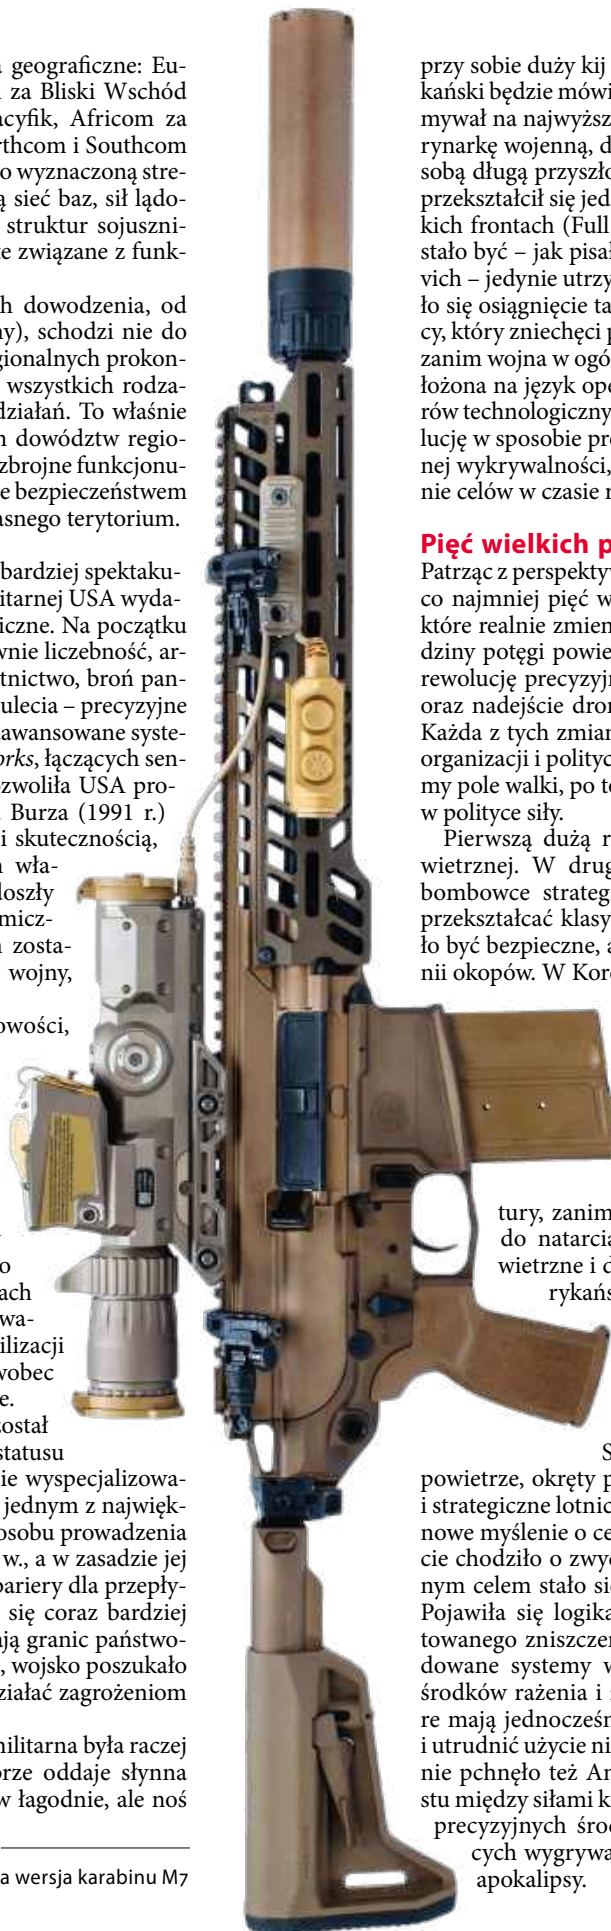 geograficzne: Eu-
za Bliski Wschód
acyfik, Africom za
rthcom i Southcom
o wyznaczoną stre-
ą sieć baz, sił lądo-
struktur sojuszni-
e związane z funk-
h dowodzenia, od
ny), schodzi nie do
gionalnych prokon-
wszystkich rodza-
działań. To właśnie
n dowództw regio-
zbrojne funkcjonu-
e bezpieczeństwem
asnego terytorium.
bardziej spektaku-
litarnej USA wyda-
iczne. Na początku
wnie liczebność, ar-
tnictwo, broń pan-
ulecia – precyzyjne
awansowane syste-
orks, łączących sen-
ozwoliła USA pro-
Burza (1991 r.)
i skutecznością,
wła-
doszły
micz-
zosta-
wojny,
owości,
o
ach
wa-
ilizacji
wobec
e.
został
statusu
ie wyspecjalizowa-
jednym z najwięk-
osobu prowadzenia
w., a w zasadzie jej
bariery dla przepły-
się coraz bardziej
ają granic państwo-
, wojsko poszukało
ziałać zagrożeniom
militarna była raczej
orze oddaje słynna
w łagodnie, ale noś
a wersja karabinu M7
przy sobie duży kij
kański będzie mówi
mywał na najwyższ
rynarkę wojenną, d
sobą długą przyszło
przekształcił się jed
kich frontach (Full
stało być – jak pisał
vich – jedynie utrzy
ło się osiągnięcie ta
cy, który zniechęci p
zanim wojna w ogó
łożona na język ope
rów technologiczny
lucję w sposobie pro
nej wykrywalności,
nie celów w czasie r
Pięć wielkich p
Patrząc z perspektyw
co najmniej pięć w
które realnie zmien
dziny potęgi powie
rewolucję precyzyjn
oraz nadejście dron
Każda z tych zmian
organizacji i polityc
my pole walki, po to
w polityce siły.
Pierwszą dużą r
wietrznej. W drug
bombowce strateg
przekształcać klasy
ło być bezpieczne, a
nii okopów. W Kore
tury, zanim
do natarcia
wietrzne i d
rykańs
S
powietrze, okręty p
i strategiczne lotnic
nowe myślenie o ce
cie chodziło o zwyc
nym celem stało się
Pojawiła się logika
towanego zniszczen
dowane systemy w
środków rażenia i z
re mają jednocześn
i utrudnić użycie ni
nie pchnęło też Am
stu między siłami k
precyzyjnych środ
cych wygrywa
apokalipsy.